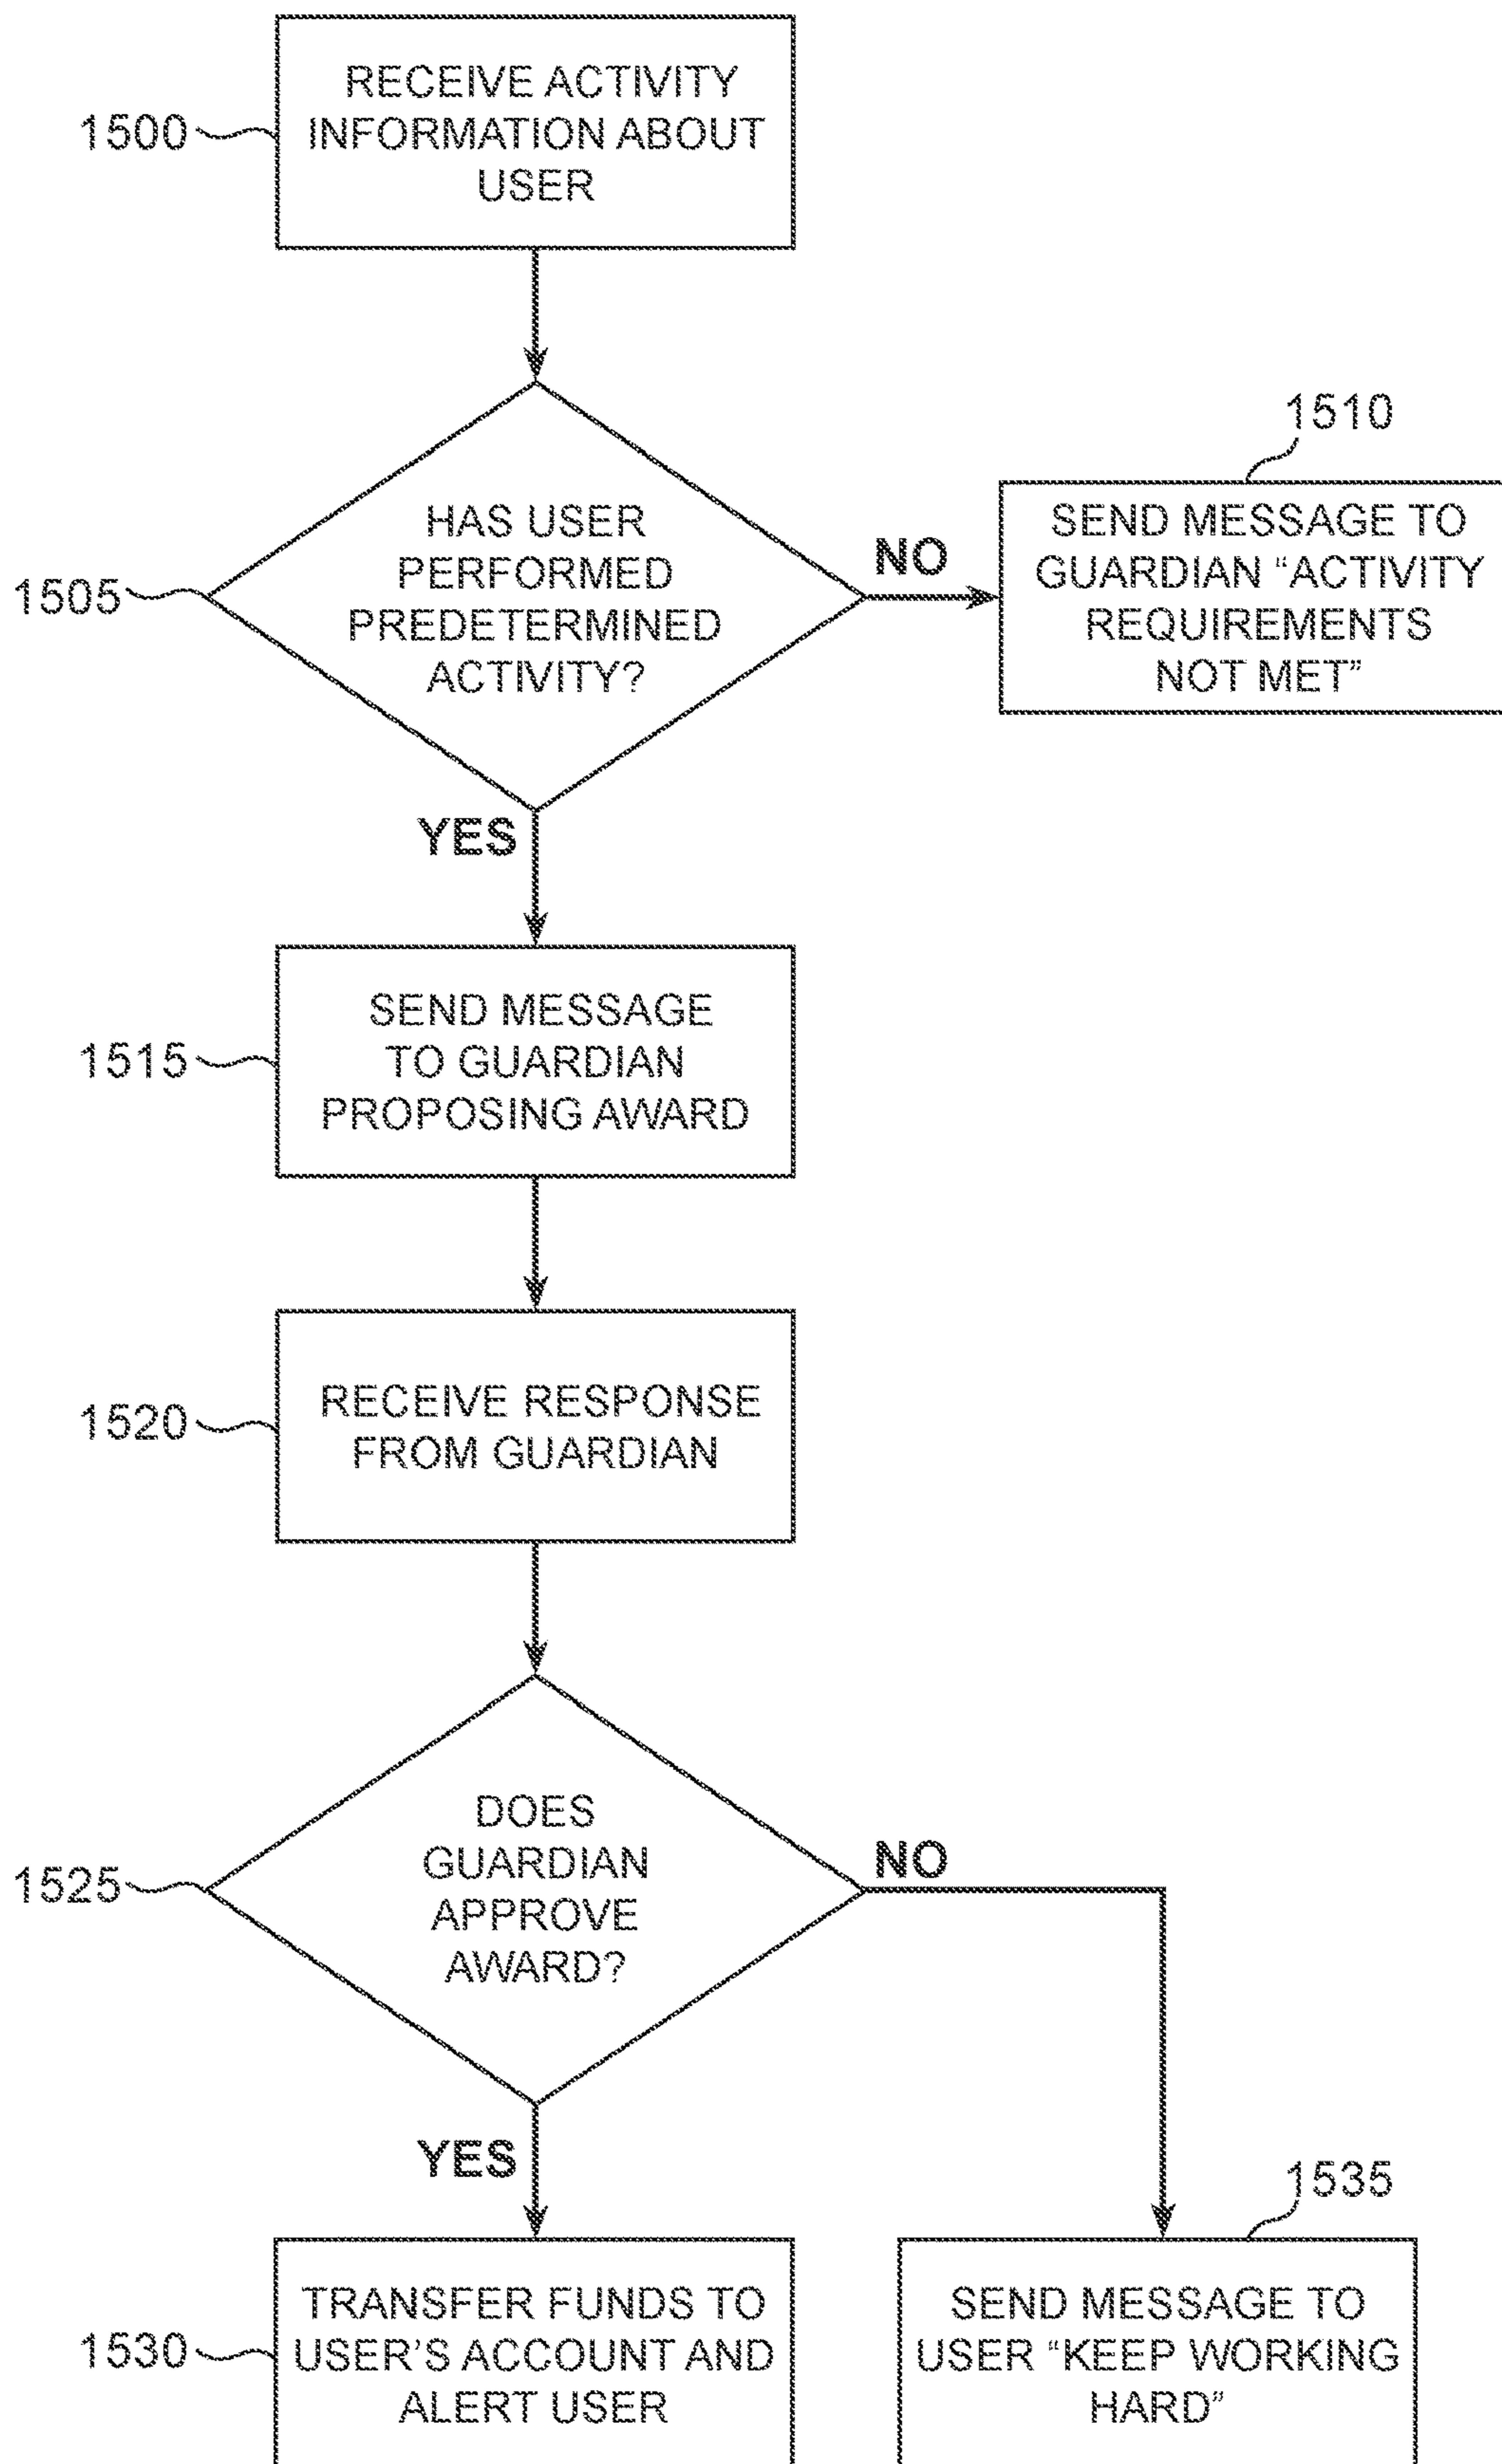 RECEIVE ACTIVITY
INFORMATION ABOUT
USER
1500
HAS USER
PERFORMED
PREDETERMINED
ACTIVITY?
1505
NO
1510
SEND MESSAGE TO
GUARDIAN “ACTIVITY
REQUIREMENTS
NOT MET”
YES
SEND MESSAGE
TO GUARDIAN
PROPOSING AWARD
1515
RECEIVE RESPONSE
FROM GUARDIAN
1520
DOES
GUARDIAN
APPROVE
AWARD?
1525
NO
YES
TRANSFER FUNDS TO
USER’S ACCOUNT AND
ALERT USER
1530
1535
SEND MESSAGE TO
USER “KEEP WORKING
HARD”